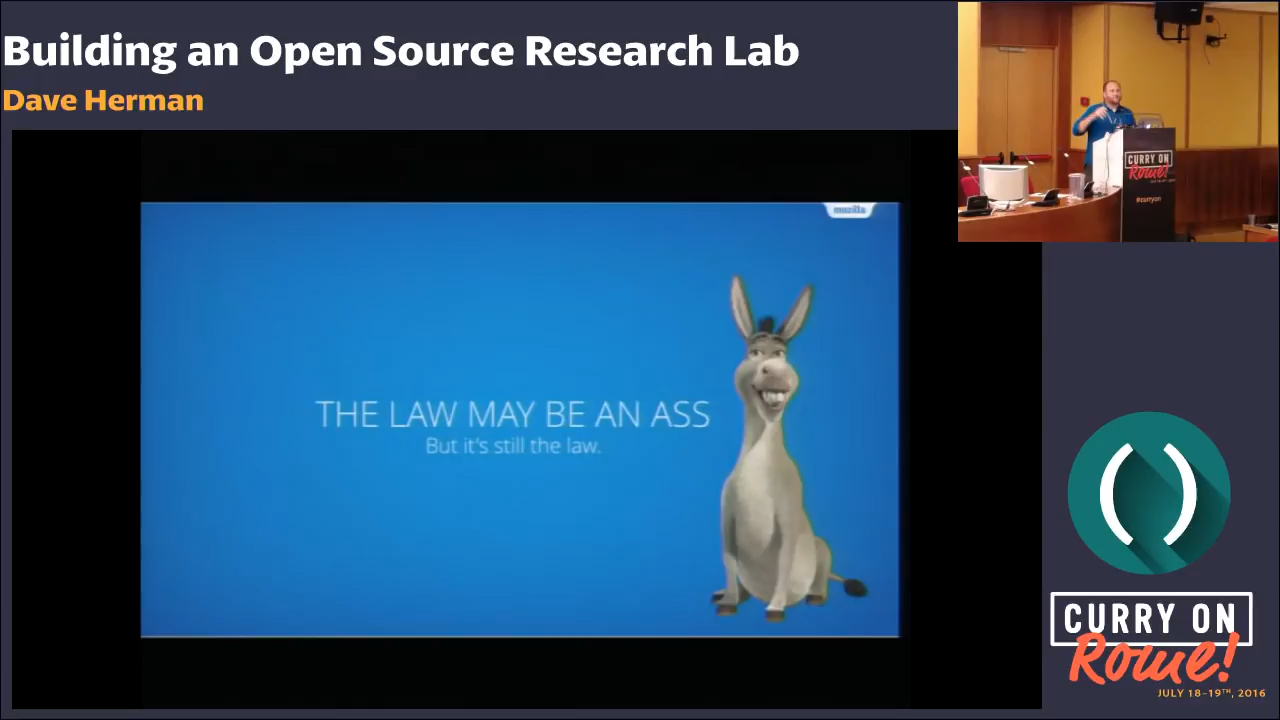 Building an Open Source Research Lab
Dave Herman
mozilla
THE LAW MAY BE AN ASS
But it's still the law.
CURRY ON
Rome!
#curryon
CURRY ON
Rome!
JULY 18-19TH, 2016